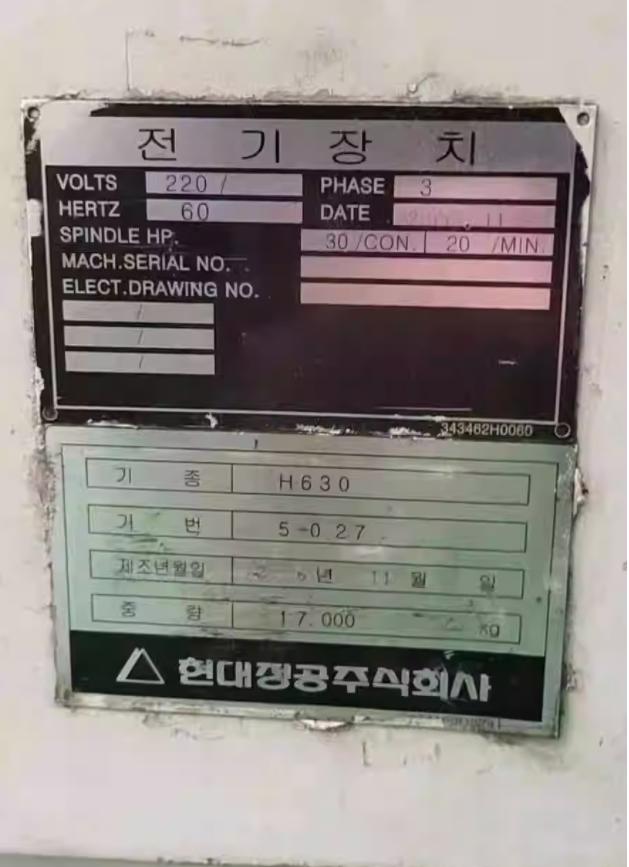 전 기 장 치
VOLTS 220 / PHASE 3
HERTZ 60 DATE 11
SPINDLE HP. 30 /CON. 20 /MIN.
MACH.SERIAL NO.
ELECT.DRAWING NO.
/
/
/
343462H0060
기 종 H630
기 번 5-027
제조년월일 년 11 월 일
중 량 17.000 kg
현대정공주식회사